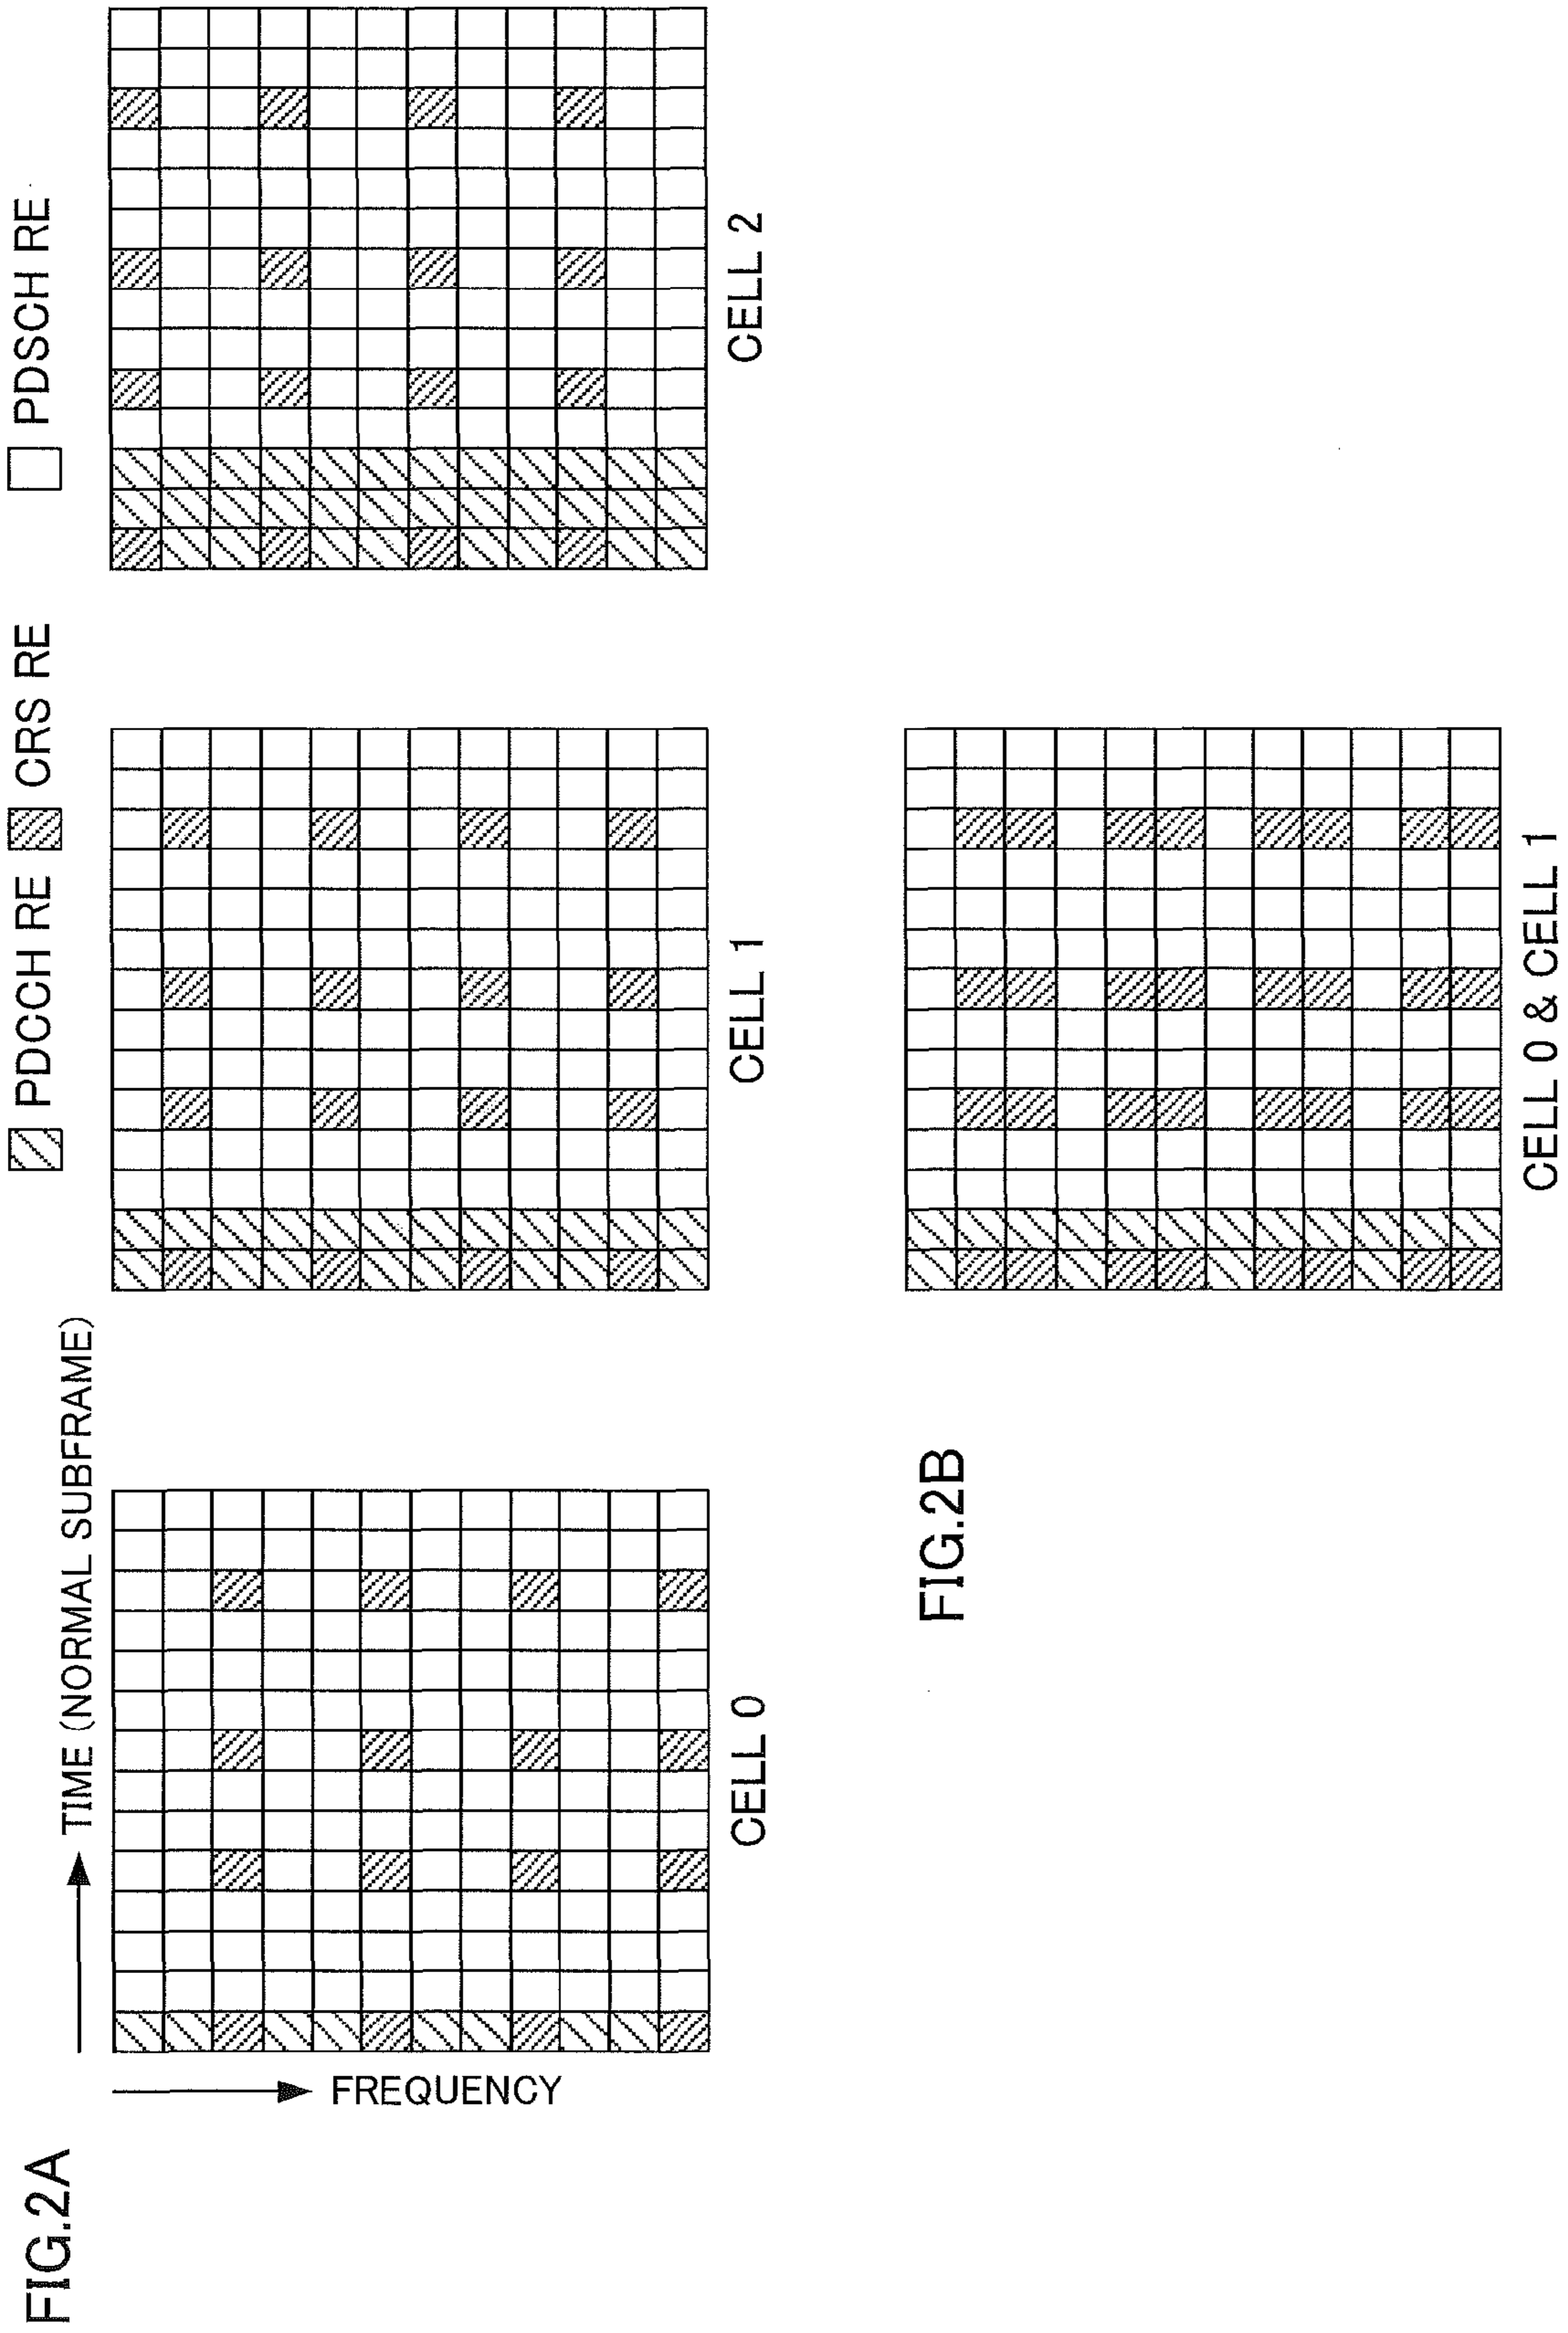 FIG.2A
TIME (NORMAL SUBFRAME)
FREQUENCY
PDCCH RE
CRS RE
PDSCH RE
CELL 0
CELL 1
CELL 2
FIG.2B
CELL 0 & CELL 1